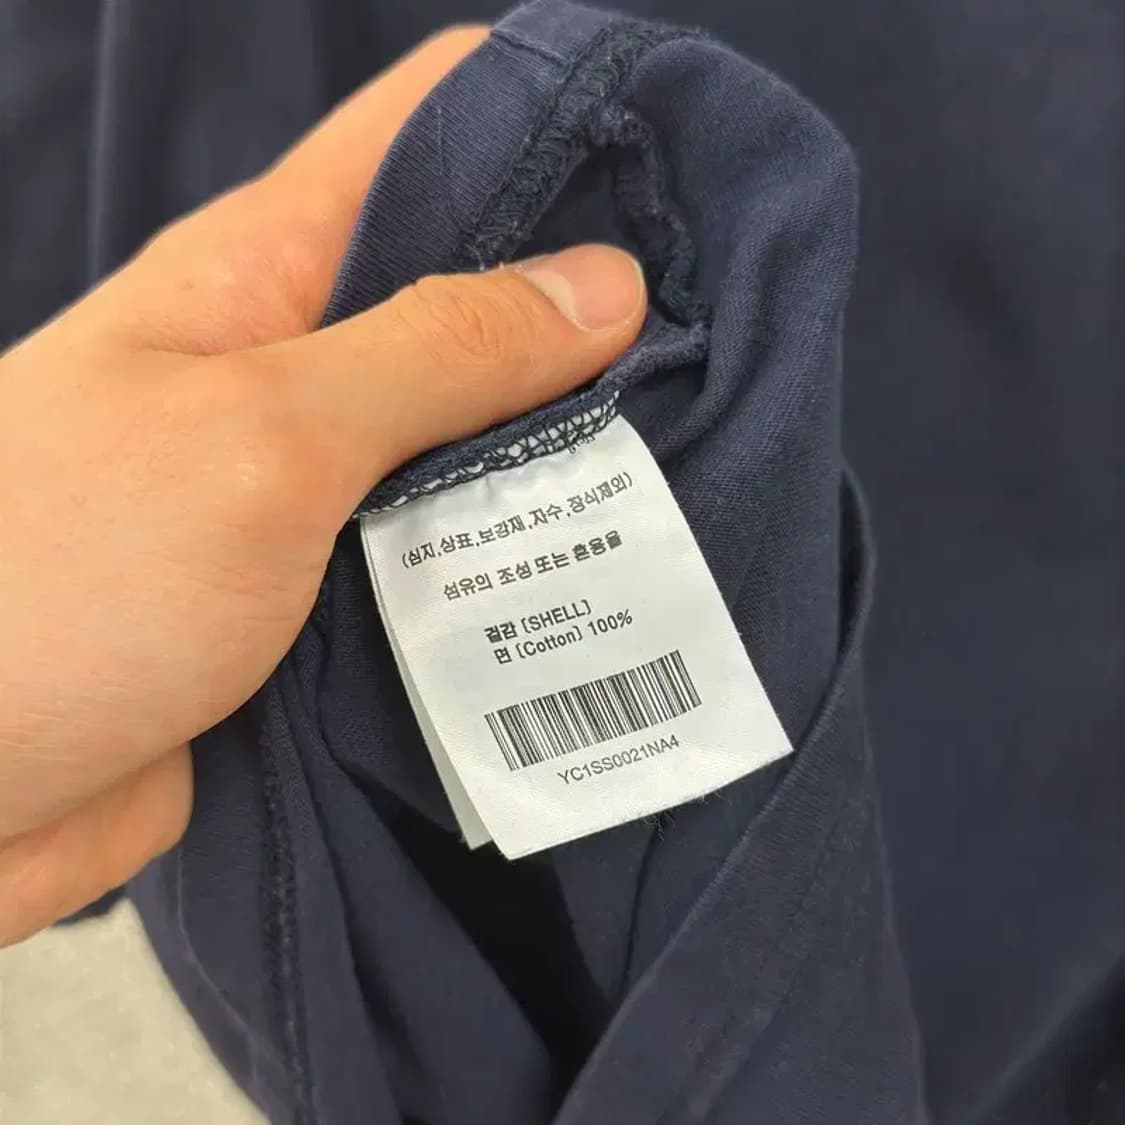 (심지,상표,보강재,자수,장식제외)
섬유의 조성 또는 혼용율
겉감 [SHELL]
면 [Cotton] 100%
YC1SS0021NA4